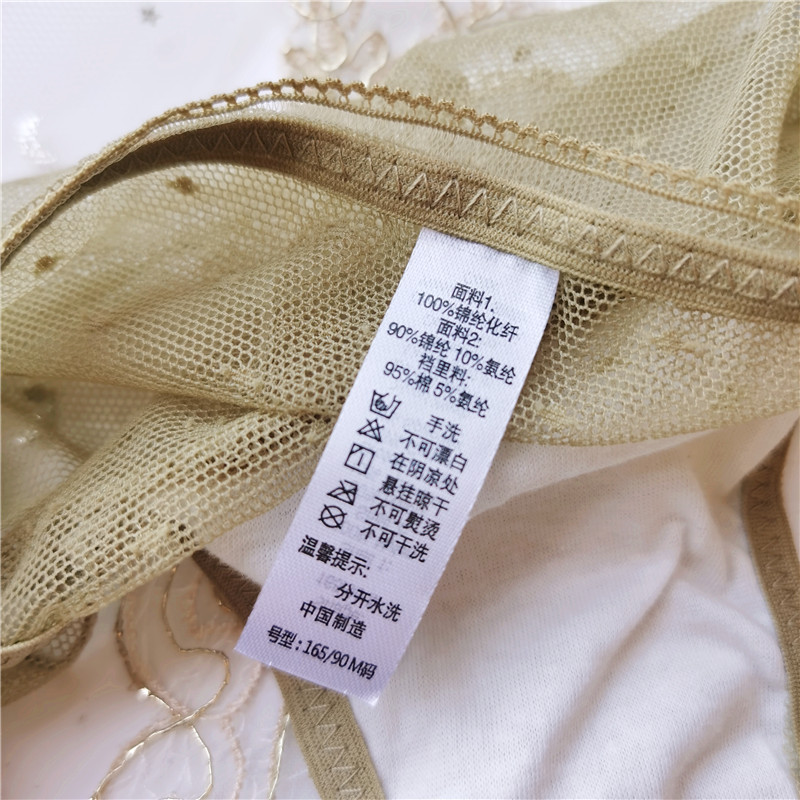 面料1.
100%锦纶化纤
面料2:
90%锦纶 10%氨纶
裆里料:
95%棉 5%氨纶
手洗
不可漂白
在阴凉处
悬挂晾干
不可熨烫
不可干洗
温馨提示:
分开水洗
中国制造
号型:165/90 M码